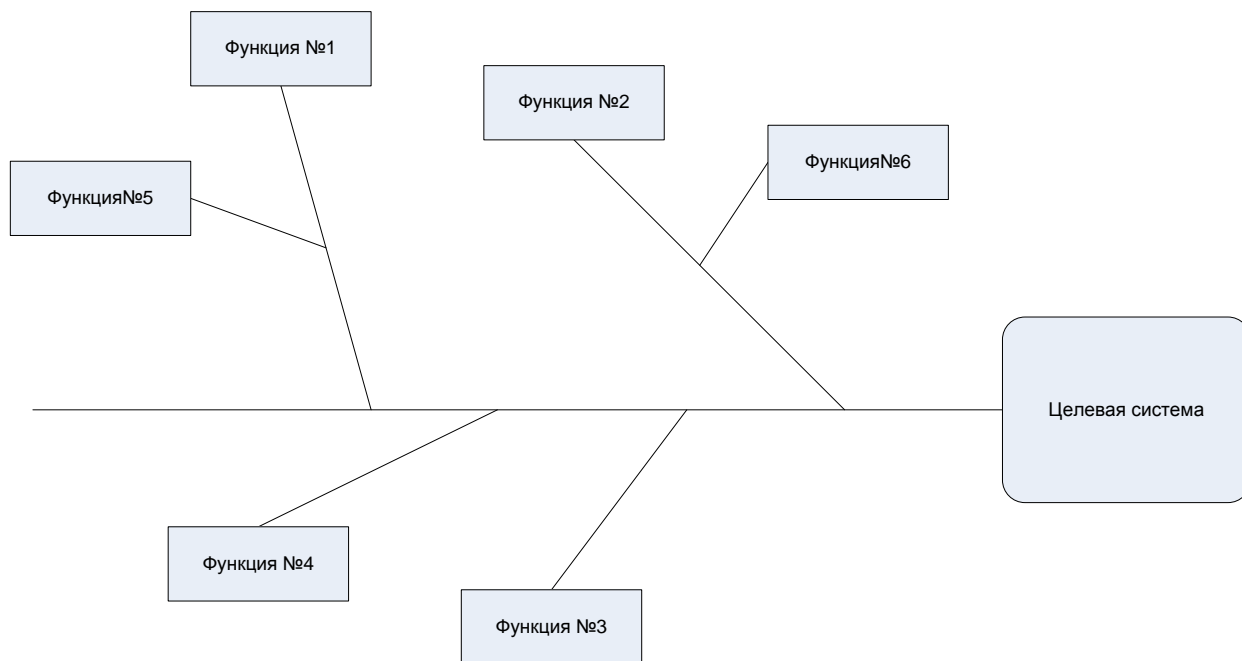 Функция №1
Функция №2
Функция№6
Функция№5
Целевая система
Функция №4
Функция №3